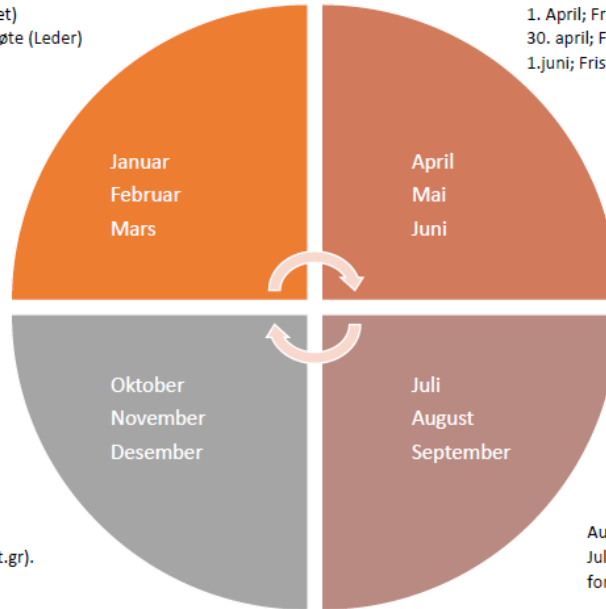 øte (Leder)
1. April; Fr
30. april; F
1.juni; Fris
Januar
Februar
Mars
April
Mai
Juni
Oktober
November
Desember
Juli
August
September
t.gr).
Au
Jul
for